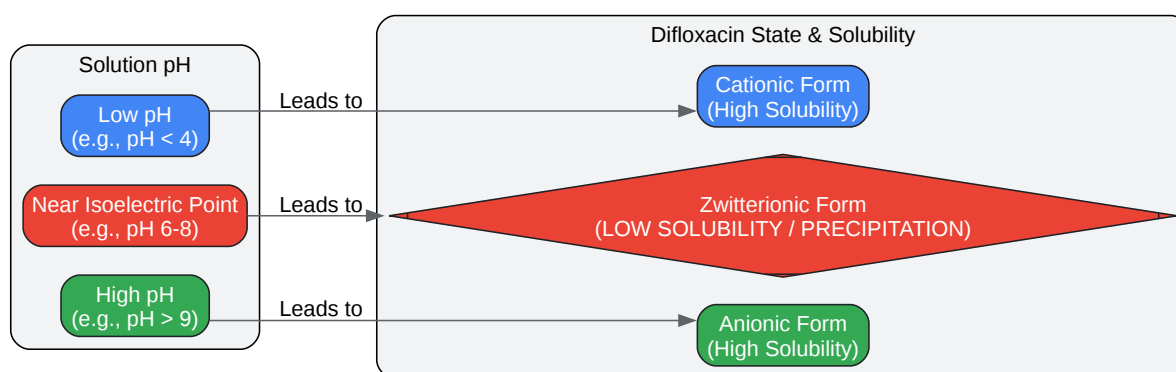 Solution pH
Difloxacin State & Solubility
Low pH
(e.g., pH < 4)
Leads to
Cationic Form
(High Solubility)
Near Isoelectric Point
(e.g., pH 6-8)
Leads to
Zwitterionic Form
(LOW SOLUBILITY / PRECIPITATION)
High pH
(e.g., pH > 9)
Leads to
Anionic Form
(High Solubility)